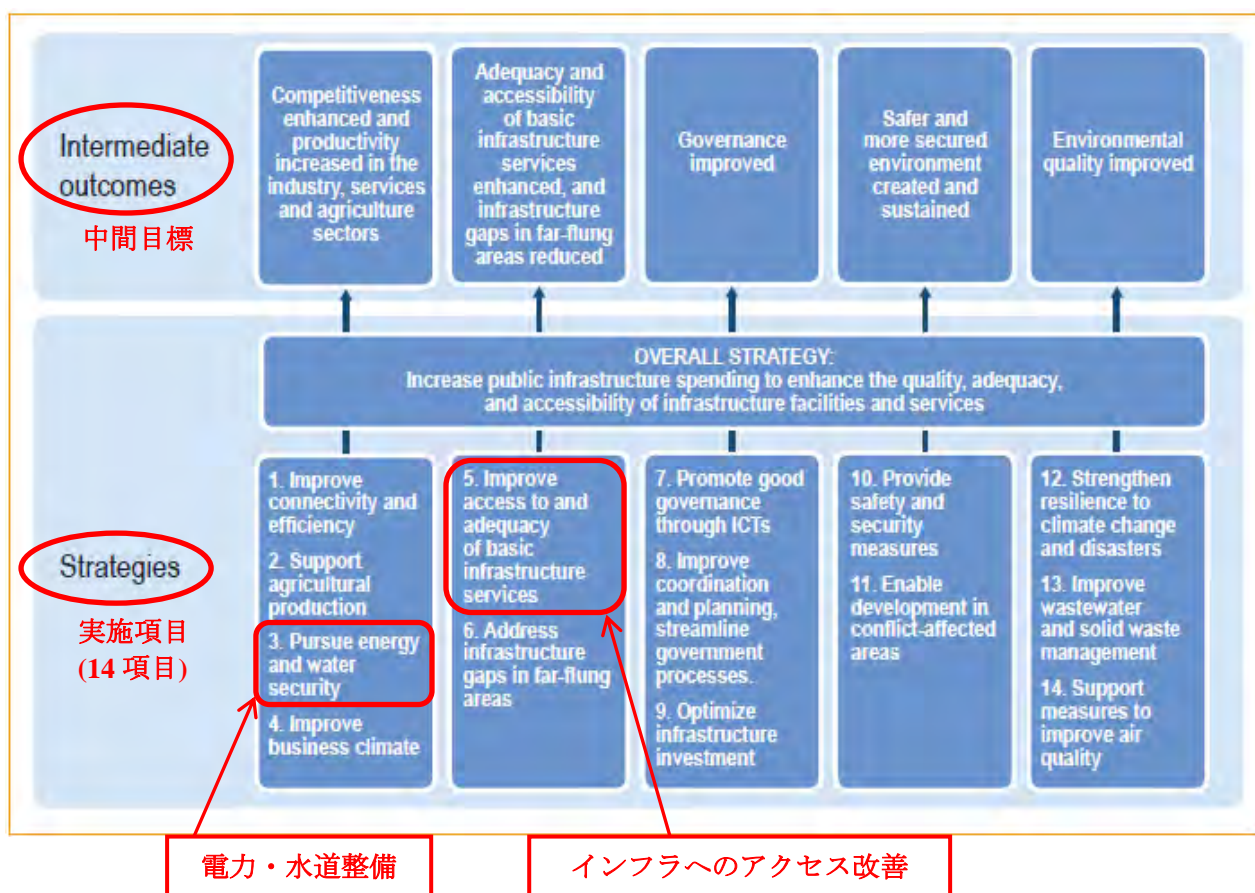 Intermediate
outcomes
中間目標
Competitiveness
enhanced and
productivity
increased in the
industry, services
and agriculture
sectors
Adequacy and
accessibility
of basic
infrastructure
services
enhanced, and
infrastructure
gaps in far-flung
areas reduced
Governance
improved
Safer and
more secured
environment
created and
sustained
Environmental
quality improved
OVERALL STRATEGY:
Increase public infrastructure spending to enhance the quality, adequacy,
and accessibility of infrastructure facilities and services
Strategies
実施項目
(14 項目)
1. Improve
connectivity and
efficiency
2. Support
agricultural
production
3. Pursue energy
and water
security
4. Improve
business climate
5. Improve
access to and
adequacy
of basic
infrastructure
services
6. Address
infrastructure
gaps in far-flung
areas
7. Promote good
governance
through ICTs
8. Improve
coordination
and planning,
streamline
government
processes.
9. Optimize
infrastructure
investment
10. Provide
safety and
security
measures
11. Enable
development in
conflict-affected
areas
12. Strengthen
resilience to
climate change
and disasters
13. Improve
wastewater
and solid waste
management
14. Support
measures to
improve air
quality
電力・水道整備
インフラへのアクセス改善